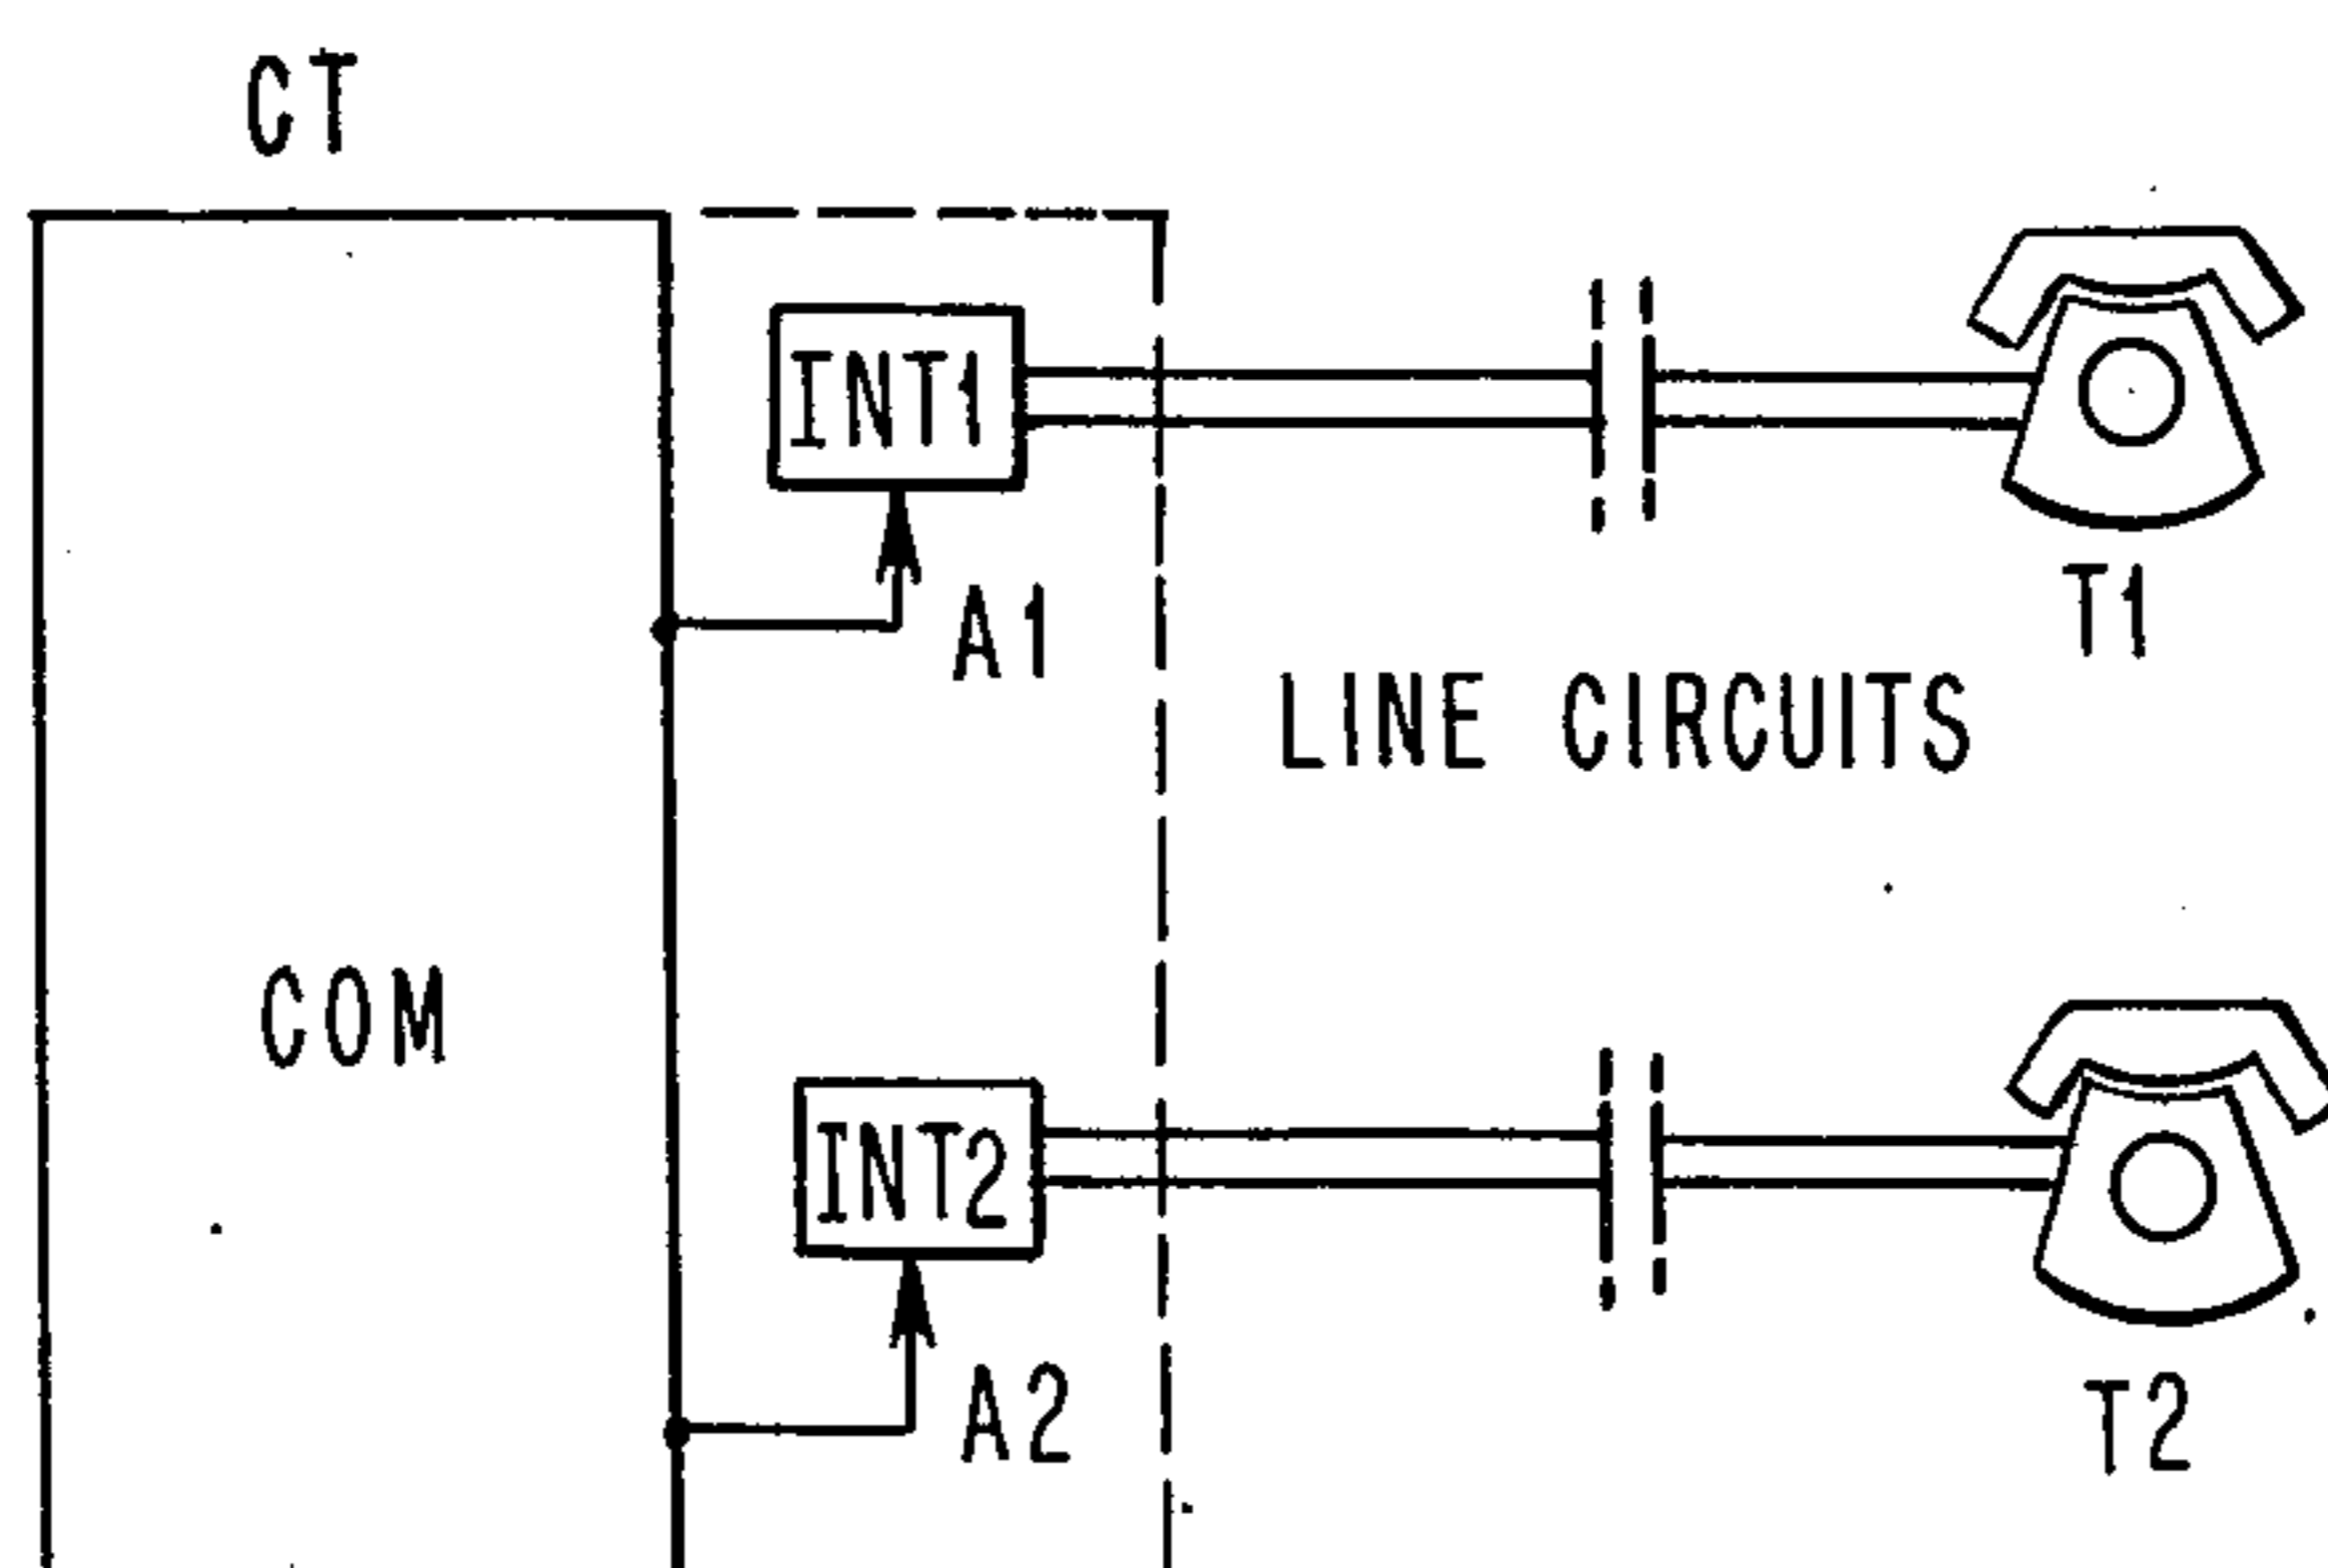 CT
INT1
A1
T1
LINE CIRCUITS
COM
INT2
A2
T2